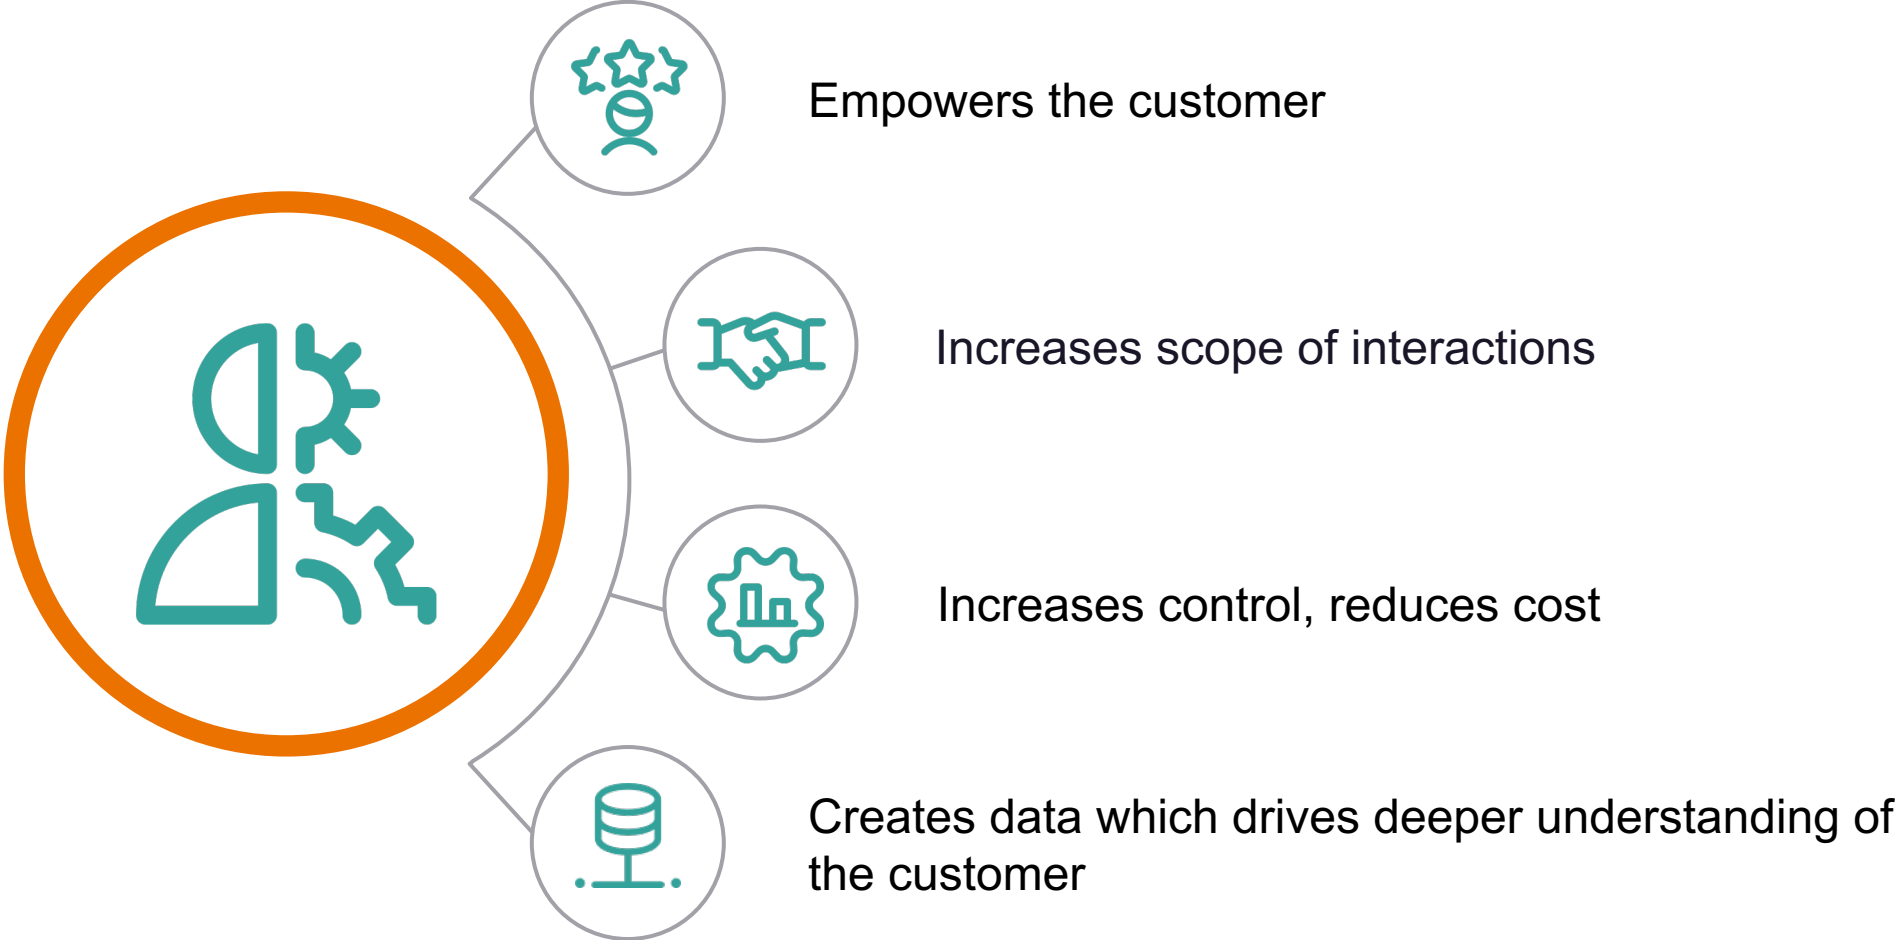 Empowers the customer
Increases scope of interactions
Increases control, reduces cost
Creates data which drives deeper understanding of
the customer